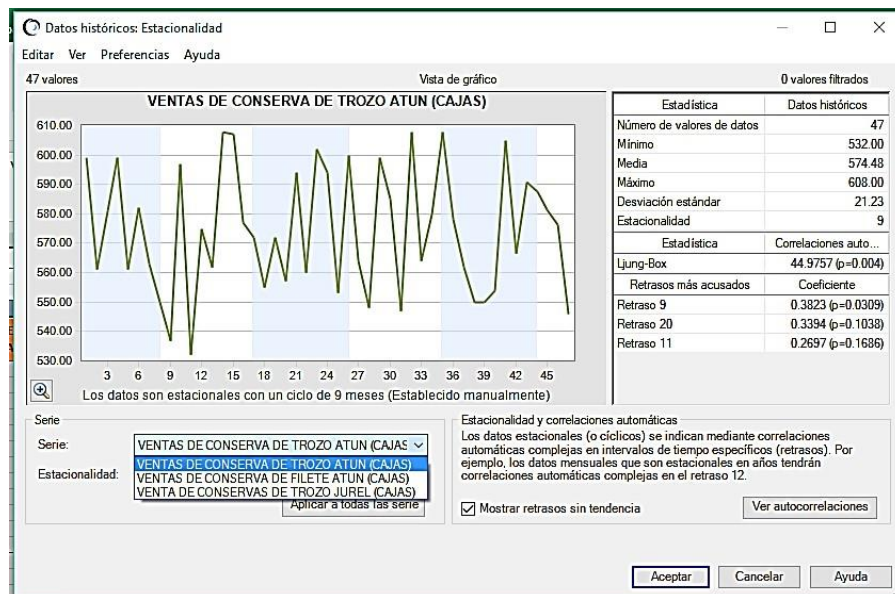 Datos históricos: Estacionalidad
Editar Ver Preferencias Ayuda
47 valores Vista de gráfico 0 valores filtrados
VENTAS DE CONSERVA DE TROZO ATUN (CAJAS)
610.00
600.00
590.00
580.00
570.00
560.00
550.00
540.00
530.00
3 6 9 12 15 18 21 24 27 30 33 36 39 42 45
Los datos son estacionales con un ciclo de 9 meses (Establecido manualmente)
Estadística Datos históricos
Número de valores de datos 47
Mínimo 532.00
Media 574.48
Máximo 608.00
Desviación estándar 21.23
Estacionalidad 9
Estadística Correlaciones auto...
Ljung-Box 44.9757 (p=0.004)
Retrasos más acusados Coeficiente
Retraso 9 0.3823 (p=0.0309)
Retraso 20 0.3394 (p=0.1038)
Retraso 11 0.2697 (p=0.1686)
Serie
Serie: VENTAS DE CONSERVA DE TROZO ATUN (CAJAS
VENTAS DE CONSERVA DE TROZO ATUN (CAJAS)
Estacionalidad: VENTAS DE CONSERVA DE FILETE ATUN (CAJAS)
VENTA DE CONSERVAS DE TROZO JUREL (CAJAS)
Aplicar a todas las serie
Estacionalidad y correlaciones automáticas
Los datos estacionales (o cíclicos) se indican mediante correlaciones
automáticas complejas en intervalos de tiempo específicos (retrasos). Por
ejemplo, los datos mensuales que son estacionales en años tendrán
correlaciones automáticas complejas en el retraso 12.
Mostrar retrasos sin tendencia Ver autocorrelaciones
Aceptar Cancelar Ayuda